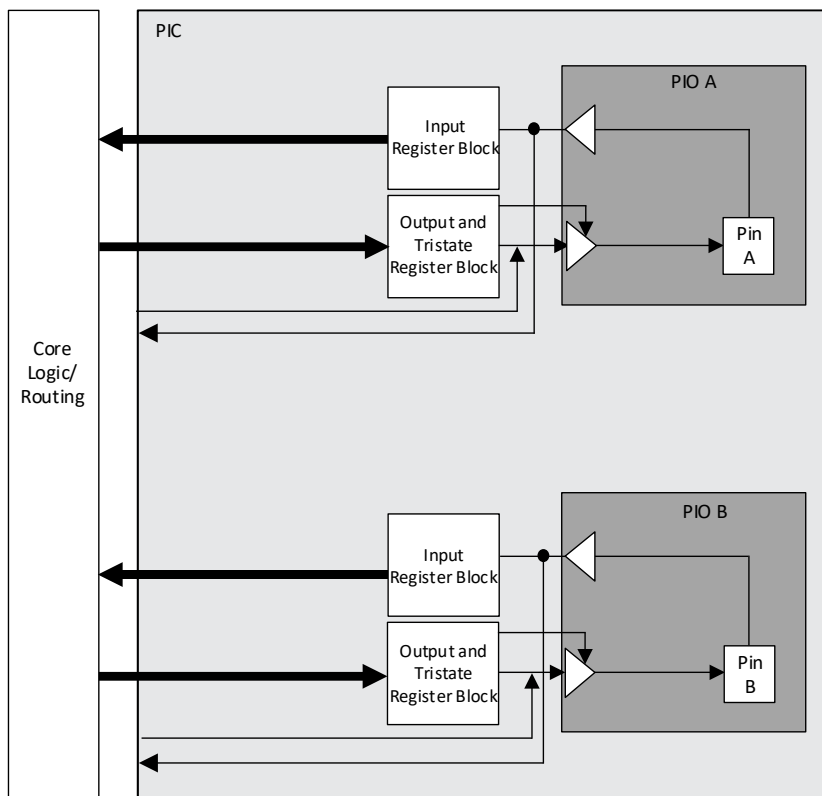 PIC
PIO A
Input
Register Block
Output and
Tristate
Register Block
Pin
A
Core
Logic/
Routing
PIO B
Input
Register Block
Output and
Tristate
Register Block
Pin
B